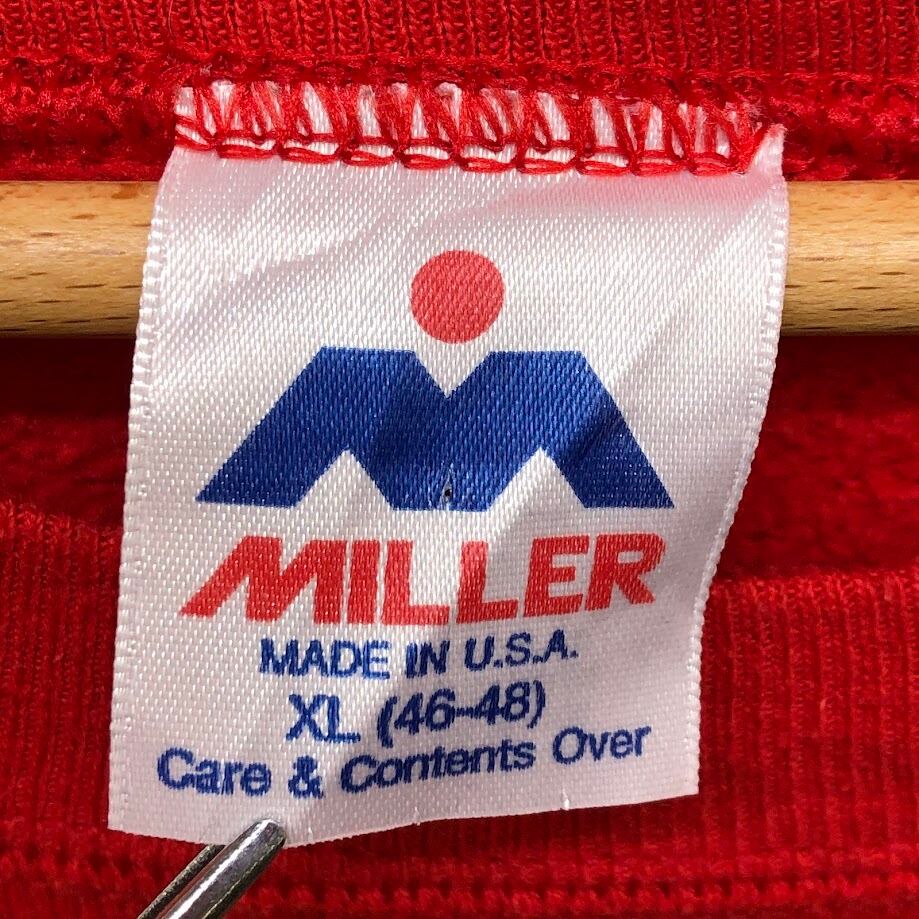 MILLER
MADE IN U.S.A.
XL (46-48)
Care & Contents Over